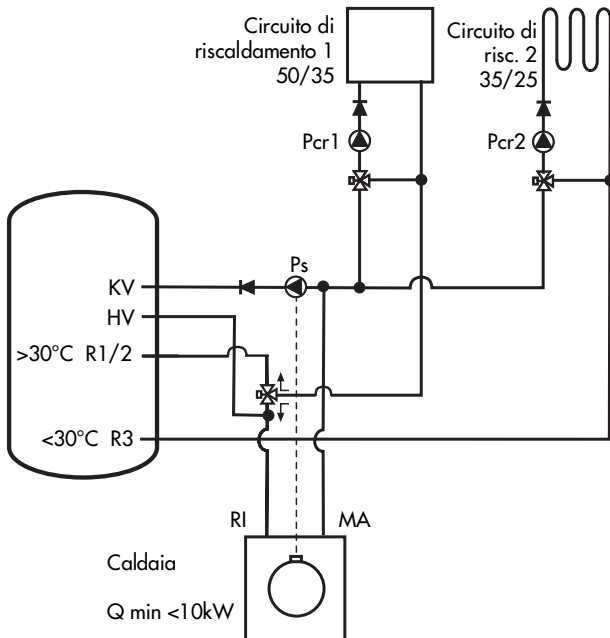 Circuito di
riscaldamento 1
50/35
Circuito di
risc. 2
35/25
Pcr1
Pcr2
Ps
KV
HV
>30°C R1/2
<30°C R3
RI
MA
Caldaia
Q min <10kW